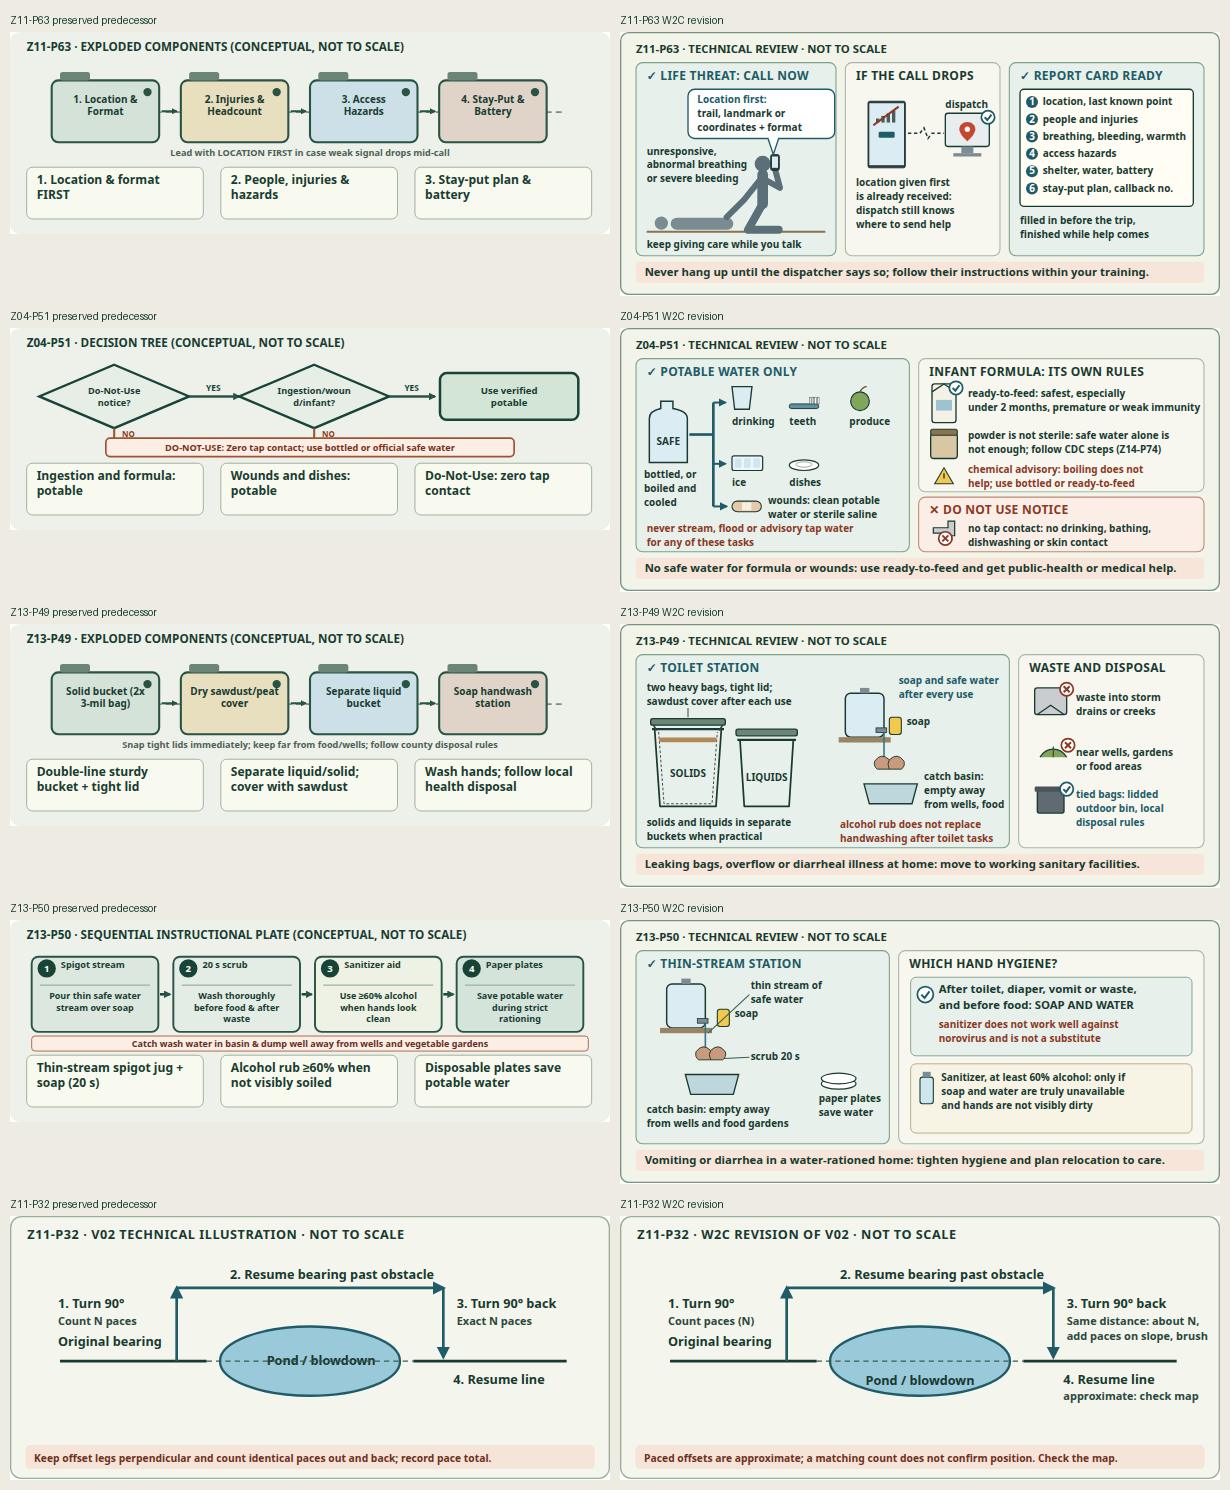 Z11-P63 preserved predecessor
Z11-P63 · EXPLODED COMPONENTS (CONCEPTUAL, NOT TO SCALE)
1. Location &
Format
2. Injuries &
Headcount
3. Access
Hazards
4. Stay-Put &
Battery
Lead with LOCATION FIRST in case weak signal drops mid-call
1. Location & format
FIRST
2. People, injuries &
hazards
3. Stay-put plan &
battery
Z11-P63 W2C revision
Z11-P63 · TECHNICAL REVIEW · NOT TO SCALE
✓ LIFE THREAT: CALL NOW
Location first:
trail, landmark or
coordinates + format
unresponsive,
abnormal breathing
or severe bleeding
keep giving care while you talk
IF THE CALL DROPS
dispatch
location given first
is already received:
dispatch still knows
where to send help
✓ REPORT CARD READY
1 location, last known point
2 people and injuries
3 breathing, bleeding, warmth
4 access hazards
5 shelter, water, battery
6 stay-put plan, callback no.
filled in before the trip,
finished while help comes
Never hang up until the dispatcher says so; follow their instructions within your training.
Z04-P51 preserved predecessor
Z04-P51 · DECISION TREE (CONCEPTUAL, NOT TO SCALE)
Do-Not-Use
notice?
YES
Ingestion/woun
d/infant?
YES
Use verified
potable
NO
NO
DO-NOT-USE: Zero tap contact; use bottled or official safe water
Ingestion and formula:
potable
Wounds and dishes:
potable
Do-Not-Use: zero tap
contact
Z04-P51 W2C revision
Z04-P51 · TECHNICAL REVIEW · NOT TO SCALE
✓ POTABLE WATER ONLY
SAFE
bottled, or
boiled and
cooled
drinking
teeth
produce
ice
dishes
wounds: clean potable
water or sterile saline
never stream, flood or advisory tap water
for any of these tasks
INFANT FORMULA: ITS OWN RULES
ready-to-feed: safest, especially
under 2 months, premature or weak immunity
powder is not sterile: safe water alone is
not enough; follow CDC steps (Z14-P74)
chemical advisory: boiling does not
help; use bottled or ready-to-feed
✕ DO NOT USE NOTICE
no tap contact: no drinking, bathing,
dishwashing or skin contact
No safe water for formula or wounds: use ready-to-feed and get public-health or medical help.
Z13-P49 preserved predecessor
Z13-P49 · EXPLODED COMPONENTS (CONCEPTUAL, NOT TO SCALE)
Solid bucket (2x
3-mil bag)
Dry sawdust/peat
cover
Separate liquid
bucket
Soap handwash
station
Snap tight lids immediately; keep far from food/wells; follow county disposal rules
Double-line sturdy
bucket + tight lid
Separate liquid/solid;
cover with sawdust
Wash hands; follow local
health disposal
Z13-P49 W2C revision
Z13-P49 · TECHNICAL REVIEW · NOT TO SCALE
✓ TOILET STATION
two heavy bags, tight lid;
sawdust cover after each use
SOLIDS
LIQUIDS
solids and liquids in separate
buckets when practical
soap and safe water
after every use
soap
catch basin:
empty away
from wells, food
alcohol rub does not replace
handwashing after toilet tasks
WASTE AND DISPOSAL
waste into storm
drains or creeks
near wells, gardens
or food areas
tied bags: lidded
outdoor bin, local
disposal rules
Leaking bags, overflow or diarrheal illness at home: move to working sanitary facilities.
Z13-P50 preserved predecessor
Z13-P50 · SEQUENTIAL INSTRUCTIONAL PLATE (CONCEPTUAL, NOT TO SCALE)
1 Spigot stream
Pour thin safe water
stream over soap
2 20 s scrub
Wash thoroughly
before food & after
waste
3 Sanitizer aid
Use ≥60% alcohol
when hands look
clean
4 Paper plates
Save potable water
during strict
rationing
Catch wash water in basin & dump well away from wells and vegetable gardens
Thin-stream spigot jug +
soap (20 s)
Alcohol rub ≥60% when
not visibly soiled
Disposable plates save
potable water
Z13-P50 W2C revision
Z13-P50 · TECHNICAL REVIEW · NOT TO SCALE
✓ THIN-STREAM STATION
thin stream of
safe water
soap
scrub 20 s
catch basin: empty away
from wells and food gardens
paper plates
save water
WHICH HAND HYGIENE?
After toilet, diaper, vomit or waste,
and before food: SOAP AND WATER
sanitizer does not work well against
norovirus and is not a substitute
Sanitizer, at least 60% alcohol: only if
soap and water are truly unavailable
and hands are not visibly dirty
Vomiting or diarrhea in a water-rationed home: tighten hygiene and plan relocation to care.
Z11-P32 preserved predecessor
Z11-P32 · V02 TECHNICAL ILLUSTRATION · NOT TO SCALE
2. Resume bearing past obstacle
1. Turn 90°
Count N paces
Original bearing
3. Turn 90° back
Exact N paces
Pond / blowdown
4. Resume line
Keep offset legs perpendicular and count identical paces out and back; record pace total.
Z11-P32 W2C revision
Z11-P32 · W2C REVISION OF V02 · NOT TO SCALE
2. Resume bearing past obstacle
1. Turn 90°
Count paces (N)
Original bearing
3. Turn 90° back
Same distance: about N,
add paces on slope, brush
Pond / blowdown
4. Resume line
approximate: check map
Paced offsets are approximate; a matching count does not confirm position. Check the map.